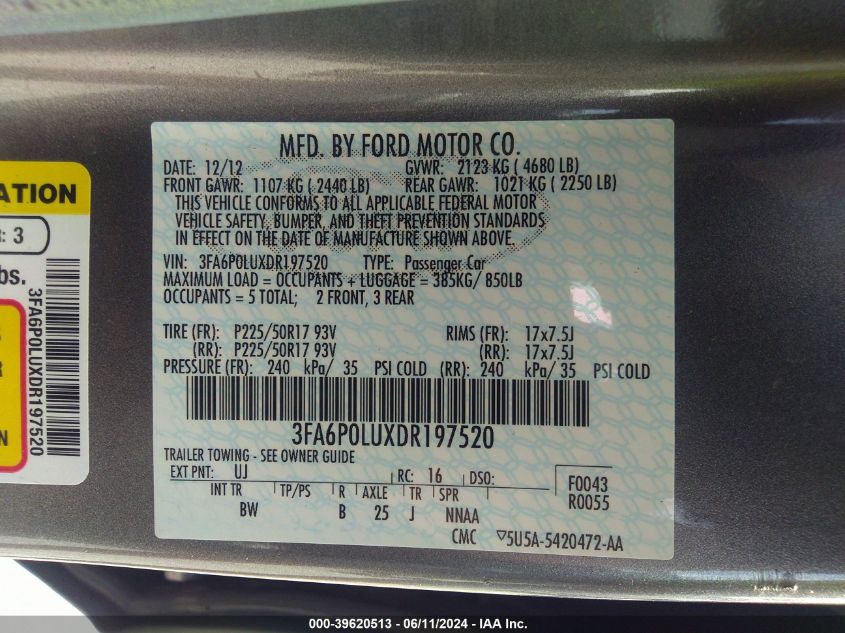 MFD. BY FORD MOTOR CO.
DATE: 12/12 GVWR: 2123 KG ( 4680 LB)
FRONT GAWR: 1107 KG ( 2440 LB) REAR GAWR: 1021 KG ( 2250 LB)
THIS VEHICLE CONFORMS TO ALL APPLICABLE FEDERAL MOTOR
VEHICLE SAFETY, BUMPER, AND THEFT PREVENTION STANDARDS
IN EFFECT ON THE DATE OF MANUFACTURE SHOWN ABOVE.
VIN: 3FA6P0LUXDR197520 TYPE: Passenger Car
MAXIMUM LOAD = OCCUPANTS + LUGGAGE = 385KG/ 850LB
OCCUPANTS = 5 TOTAL; 2 FRONT, 3 REAR
TIRE (FR): P225/50R17 93V RIMS (FR): 17x7.5J
(RR): P225/50R17 93V (RR): 17x7.5J
PRESSURE (FR): 240 kPa/ 35 PSI COLD (RR): 240 kPa/ 35 PSI COLD
3FA6P0LUXDR197520
TRAILER TOWING - SEE OWNER GUIDE
EXT PNT: UJ RC: 16 DSO: F0043
INT TR TP/PS R AXLE TR SPR R0055
BW B 25 J NNAA
CMC ▽5U5A-5420472-AA
ATION
: 3
bs.
3FA6P0LUXDR197520
S
R
N
000-39620513 - 06/11/2024 - IAA Inc.